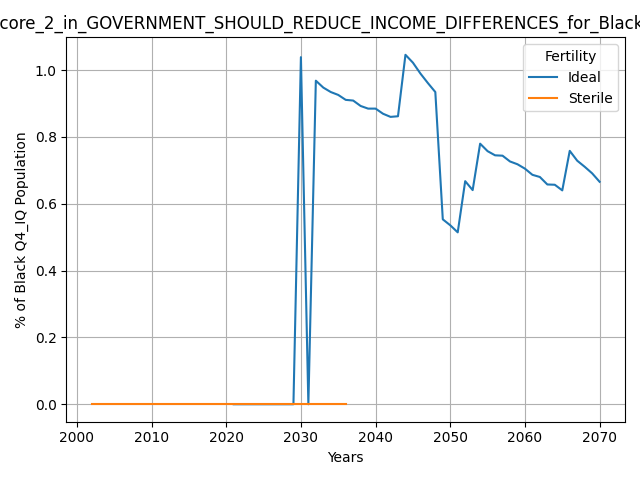 core_2_in_GOVERNMENT_SHOULD_REDUCE_INCOME_DIFFERENCES_for_Black
Fertility
Ideal
Sterile
% of Black Q4_IQ Population
1.0
0.8
0.6
0.4
0.2
0.0
2000 2010 2020 2030 2040 2050 2060 2070
Years